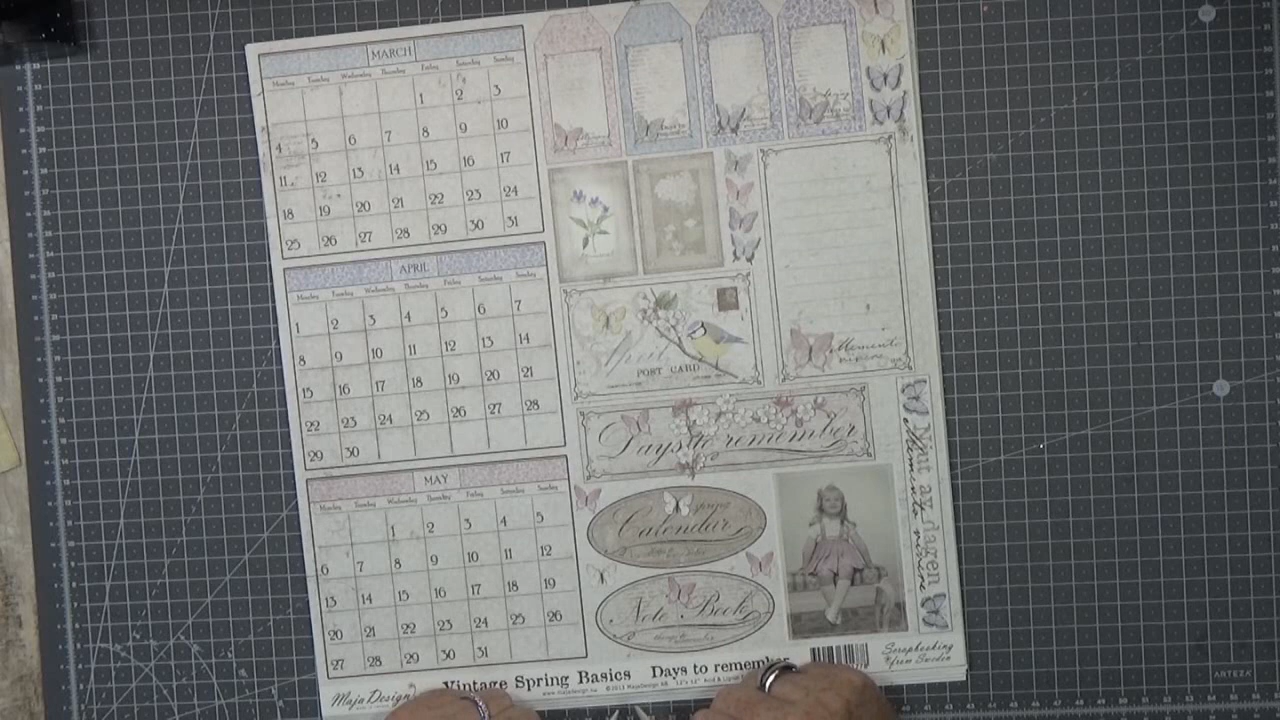 MARCH
Monday Tuesday Wednesday Thursday Friday Saturday Sunday
1 2 3
4 5 6 7 8 9 10
11 12 13 14 15 16 17
18 19 20 21 22 23 24
25 26 27 28 29 30 31
APRIL
Monday Tuesday Wednesday Thursday Friday Saturday Sunday
1 2 3 4 5 6 7
8 9 10 11 12 13 14
15 16 17 18 19 20 21
22 23 24 25 26 27 28
29 30
MAY
Monday Tuesday Wednesday Thursday Friday Saturday Sunday
1 2 3 4 5
6 7 8 9 10 11 12
13 14 15 16 17 18 19
20 21 22 23 24 25 26
27 28 29 30 31
Memento
POST CARD
Days to remember
Njut av dagen
Memento
Calendar
Note Book
Maja Design
Vintage Spring Basics Days to remember
Scrapbooking from Sweden
ARTEZA